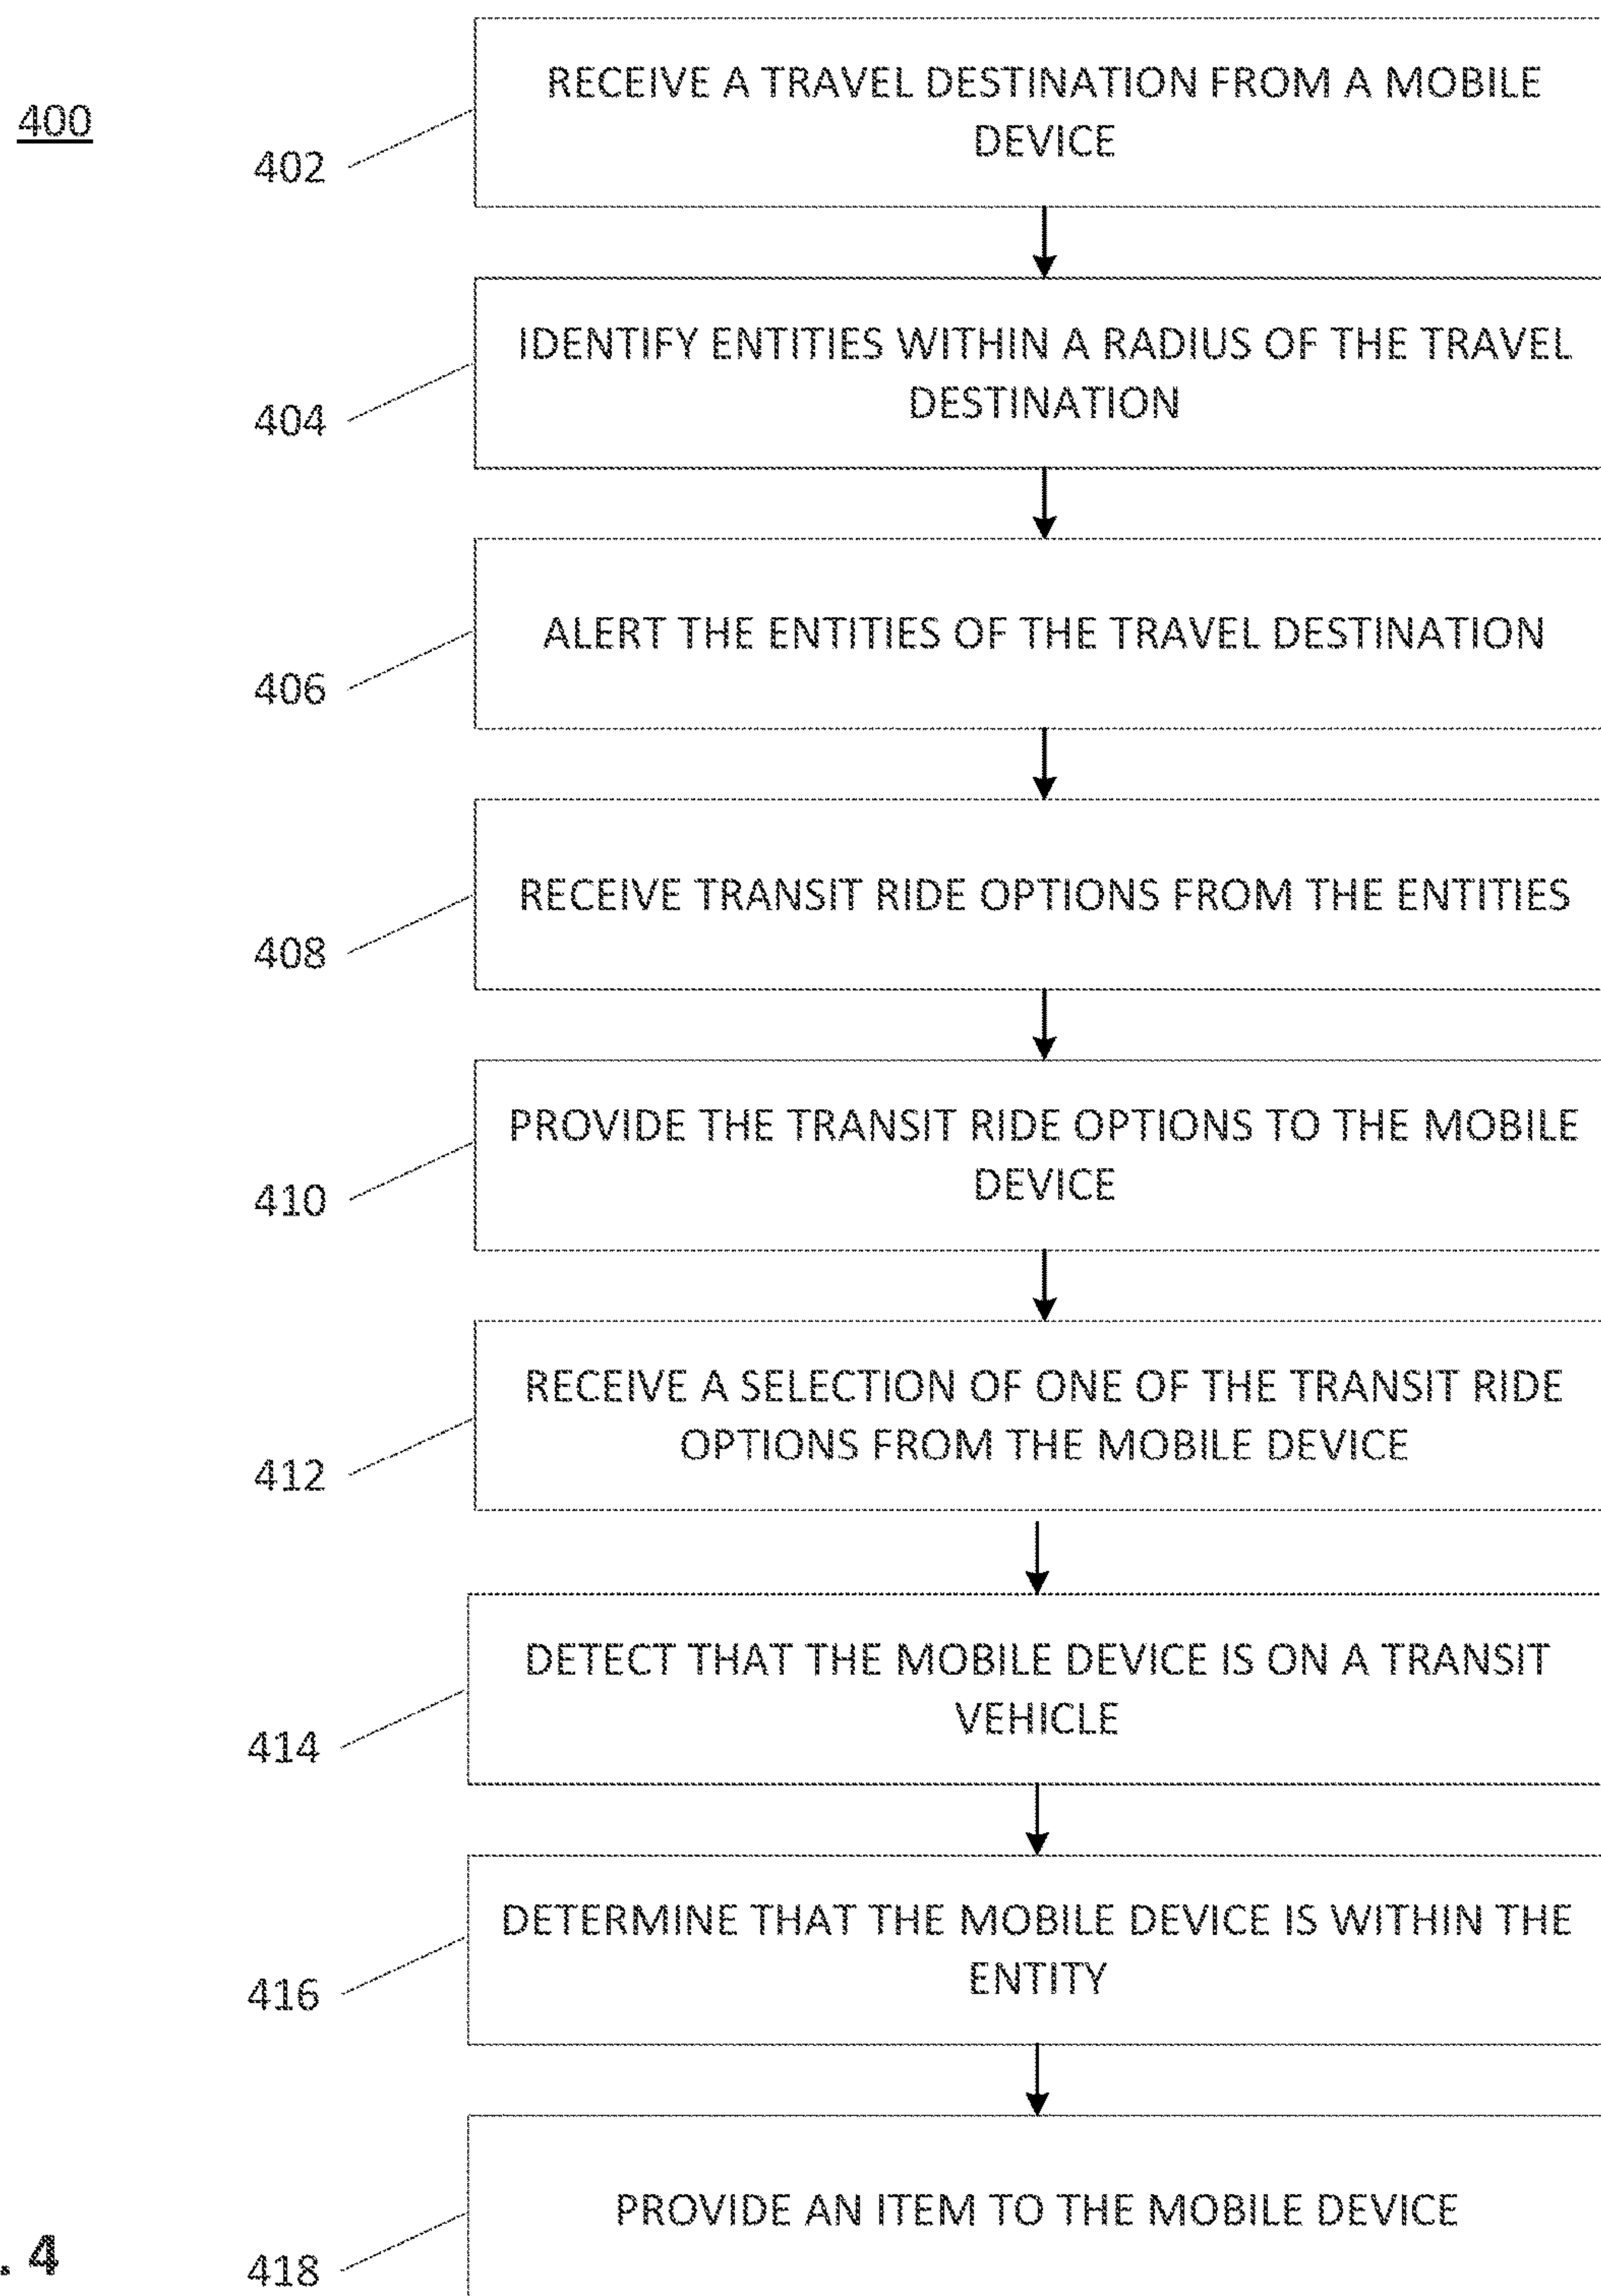 400
402
RECEIVE A TRAVEL DESTINATION FROM A MOBILE
DEVICE
404
IDENTIFY ENTITIES WITHIN A RADIUS OF THE TRAVEL
DESTINATION
406
ALERT THE ENTITIES OF THE TRAVEL DESTINATION
408
RECEIVE TRANSIT RIDE OPTIONS FROM THE ENTITIES
410
PROVIDE THE TRANSIT RIDE OPTIONS TO THE MOBILE
DEVICE
412
RECEIVE A SELECTION OF ONE OF THE TRANSIT RIDE
OPTIONS FROM THE MOBILE DEVICE
414
DETECT THAT THE MOBILE DEVICE IS ON A TRANSIT
VEHICLE
416
DETERMINE THAT THE MOBILE DEVICE IS WITHIN THE
ENTITY
418
PROVIDE AN ITEM TO THE MOBILE DEVICE
. 4